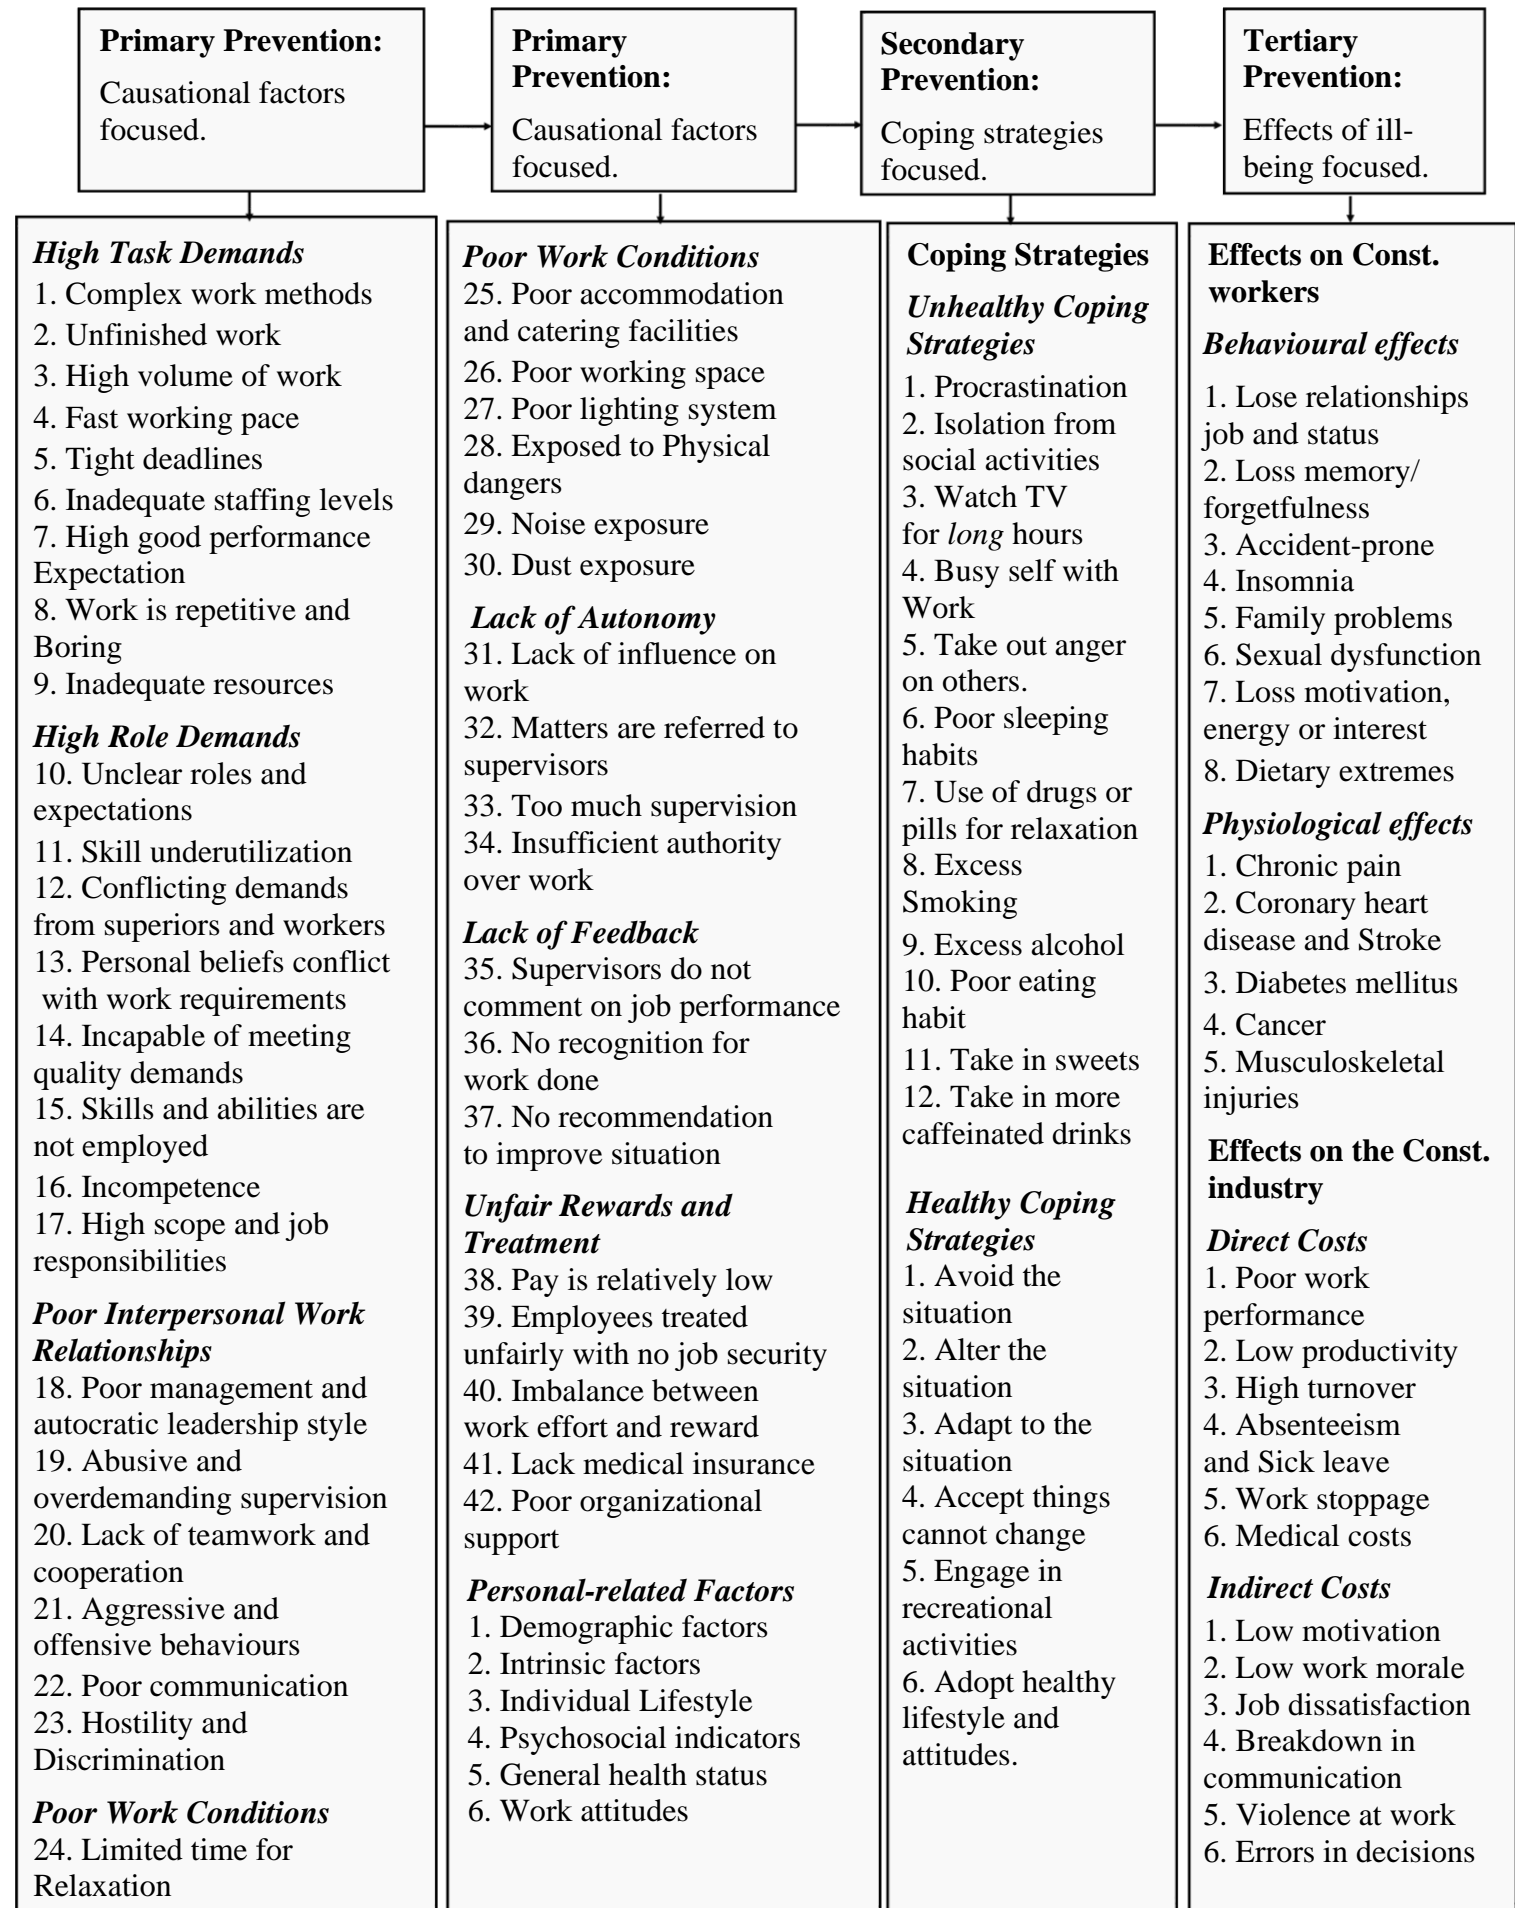 Primary Prevention:
Causational factors
focused.
Primary
Prevention:
Causational factors
focused.
Secondary
Prevention:
Coping strategies
focused.
Tertiary
Prevention:
Effects of ill-
being focused.
High Task Demands
1. Complex work methods
2. Unfinished work
3. High volume of work
4. Fast working pace
5. Tight deadlines
6. Inadequate staffing levels
7. High good performance
Expectation
8. Work is repetitive and
Boring
9. Inadequate resources
High Role Demands
10. Unclear roles and
expectations
11. Skill underutilization
12. Conflicting demands
from superiors and workers
13. Personal beliefs conflict
with work requirements
14. Incapable of meeting
quality demands
15. Skills and abilities are
not employed
16. Incompetence
17. High scope and job
responsibilities
Poor Interpersonal Work
Relationships
18. Poor management and
autocratic leadership style
19. Abusive and
overdemanding supervision
20. Lack of teamwork and
cooperation
21. Aggressive and
offensive behaviours
22. Poor communication
23. Hostility and
Discrimination
Poor Work Conditions
24. Limited time for
Relaxation
Poor Work Conditions
25. Poor accommodation
and catering facilities
26. Poor working space
27. Poor lighting system
28. Exposed to Physical
dangers
29. Noise exposure
30. Dust exposure
Lack of Autonomy
31. Lack of influence on
work
32. Matters are referred to
supervisors
33. Too much supervision
34. Insufficient authority
over work
Lack of Feedback
35. Supervisors do not
comment on job performance
36. No recognition for
work done
37. No recommendation
to improve situation
Unfair Rewards and
Treatment
38. Pay is relatively low
39. Employees treated
unfairly with no job security
40. Imbalance between
work effort and reward
41. Lack medical insurance
42. Poor organizational
support
Personal-related Factors
1. Demographic factors
2. Intrinsic factors
3. Individual Lifestyle
4. Psychosocial indicators
5. General health status
6. Work attitudes
Coping Strategies
Unhealthy Coping
Strategies
1. Procrastination
2. Isolation from
social activities
3. Watch TV
for long hours
4. Busy self with
Work
5. Take out anger
on others.
6. Poor sleeping
habits
7. Use of drugs or
pills for relaxation
8. Excess
Smoking
9. Excess alcohol
10. Poor eating
habit
11. Take in sweets
12. Take in more
caffeinated drinks
Healthy Coping
Strategies
1. Avoid the
situation
2. Alter the
situation
3. Adapt to the
situation
4. Accept things
cannot change
5. Engage in
recreational
activities
6. Adopt healthy
lifestyle and
attitudes.
Effects on Const.
workers
Behavioural effects
1. Lose relationships
job and status
2. Loss memory/
forgetfulness
3. Accident-prone
4. Insomnia
5. Family problems
6. Sexual dysfunction
7. Loss motivation,
energy or interest
8. Dietary extremes
Physiological effects
1. Chronic pain
2. Coronary heart
disease and Stroke
3. Diabetes mellitus
4. Cancer
5. Musculoskeletal
injuries
Effects on the Const.
industry
Direct Costs
1. Poor work
performance
2. Low productivity
3. High turnover
4. Absenteeism
and Sick leave
5. Work stoppage
6. Medical costs
Indirect Costs
1. Low motivation
2. Low work morale
3. Job dissatisfaction
4. Breakdown in
communication
5. Violence at work
6. Errors in decisions